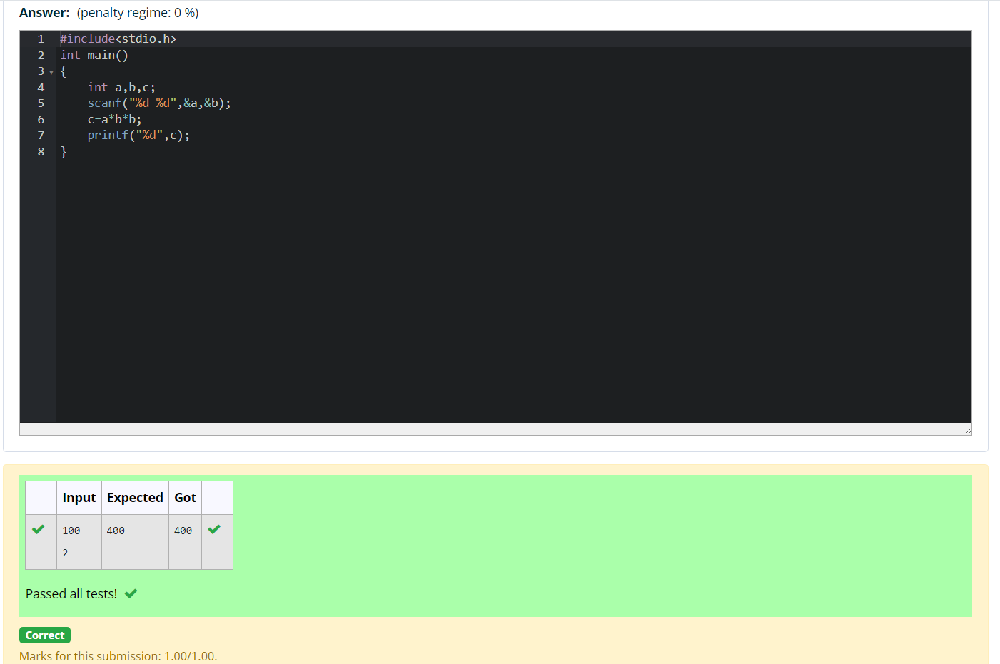 Answer: (penalty regime: 0 %)
1 #include<stdio.h>
2 int main()
3 {
4     int a,b,c;
5     scanf("%d %d",&a,&b);
6     c=a*b*b;
7     printf("%d",c);
8 }
Input Expected Got
100 400 400
2
Passed all tests!
Correct
Marks for this submission: 1.00/1.00.